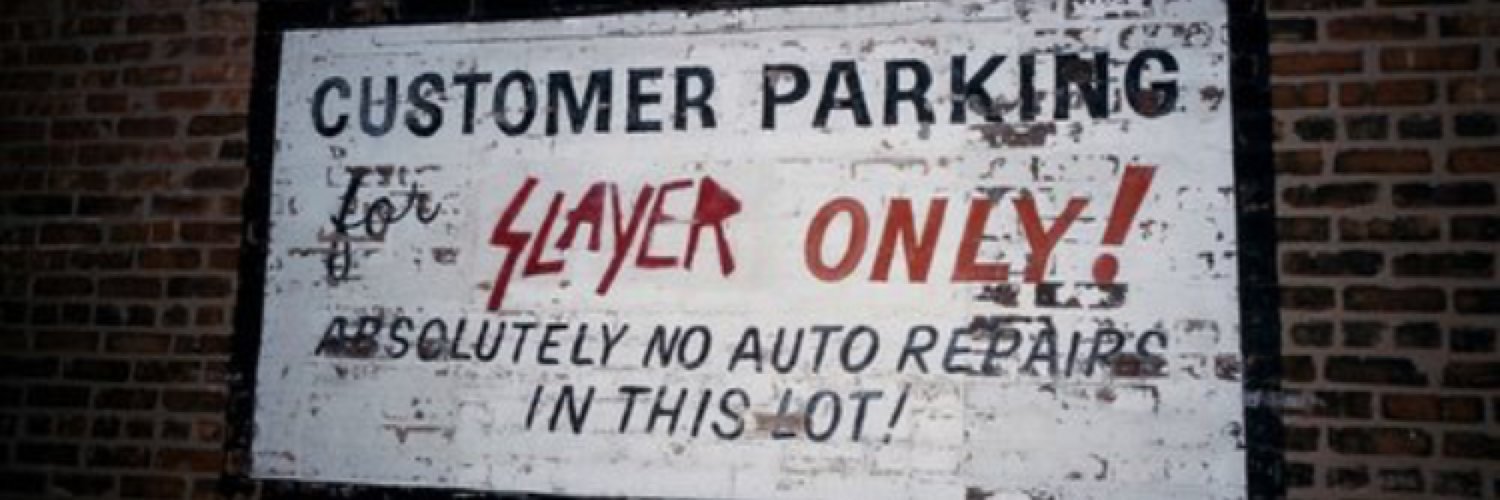 CUSTOMER PARKING
for SLAYER ONLY!
ABSOLUTELY NO AUTO REPAIRS
IN THIS LOT!